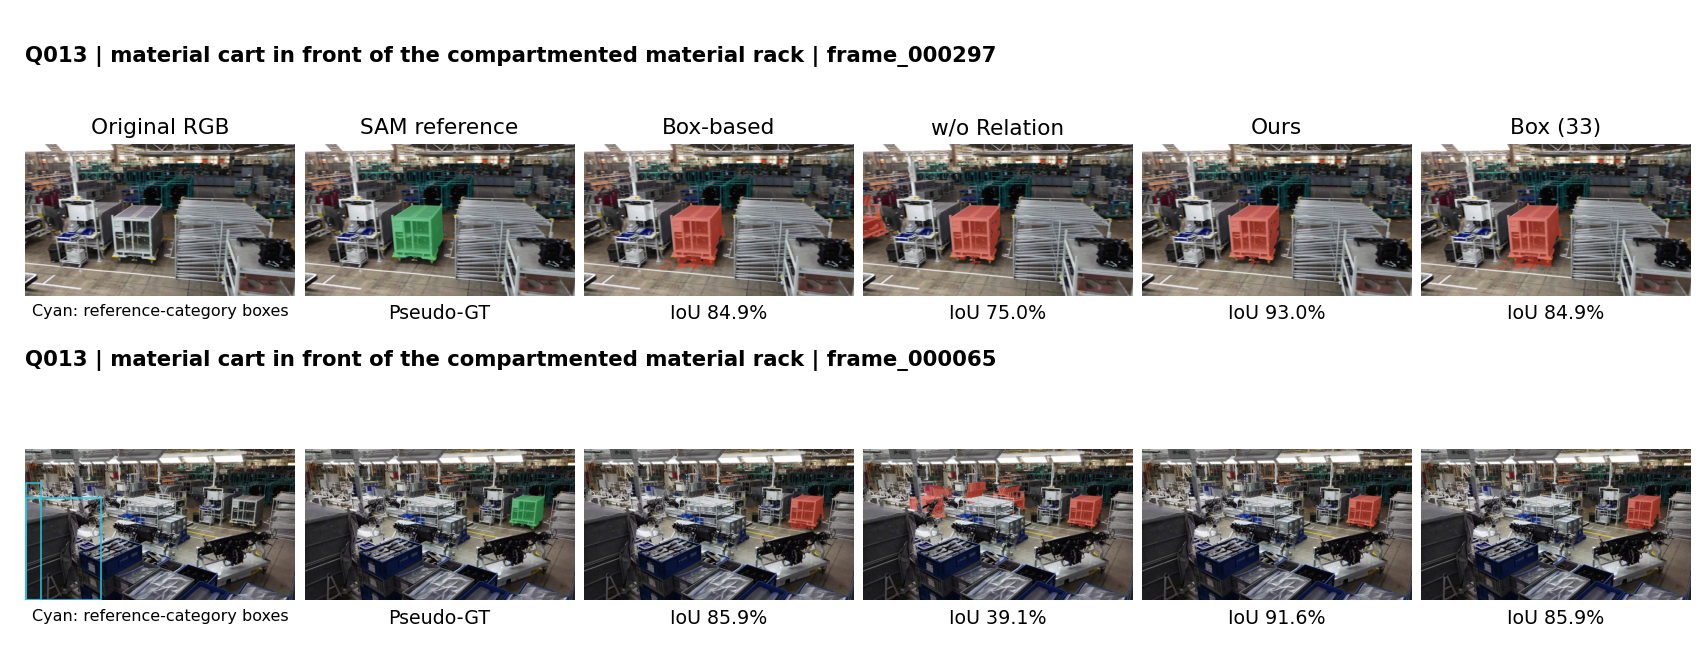 Q013 | material cart in front of the compartmented material rack | frame_000297
Original RGB SAM reference Box-based w/o Relation Ours Box (33)
Cyan: reference-category boxes Pseudo-GT IoU 84.9% IoU 75.0% IoU 93.0% IoU 84.9%
Q013 | material cart in front of the compartmented material rack | frame_000065
Cyan: reference-category boxes Pseudo-GT IoU 85.9% IoU 39.1% IoU 91.6% IoU 85.9%